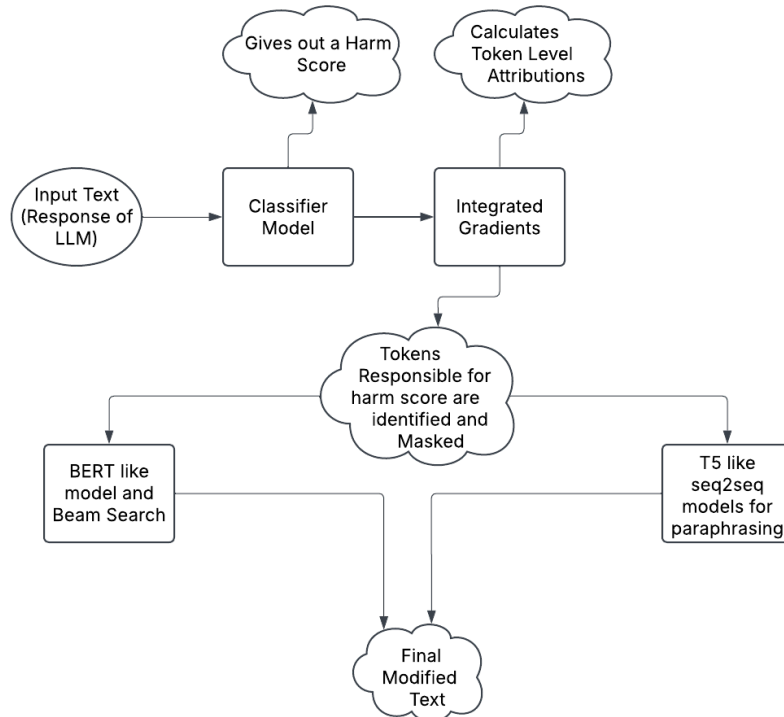 Gives out a Harm
Score
Calculates
Token Level
Attributions
Input Text
(Response of
LLM)
Classifier
Model
Integrated
Gradients
Tokens
Responsible for
harm score are
identified and
Masked
BERT like
model and
Beam Search
T5 like
seq2seq
models for
paraphrasing
Final
Modified
Text